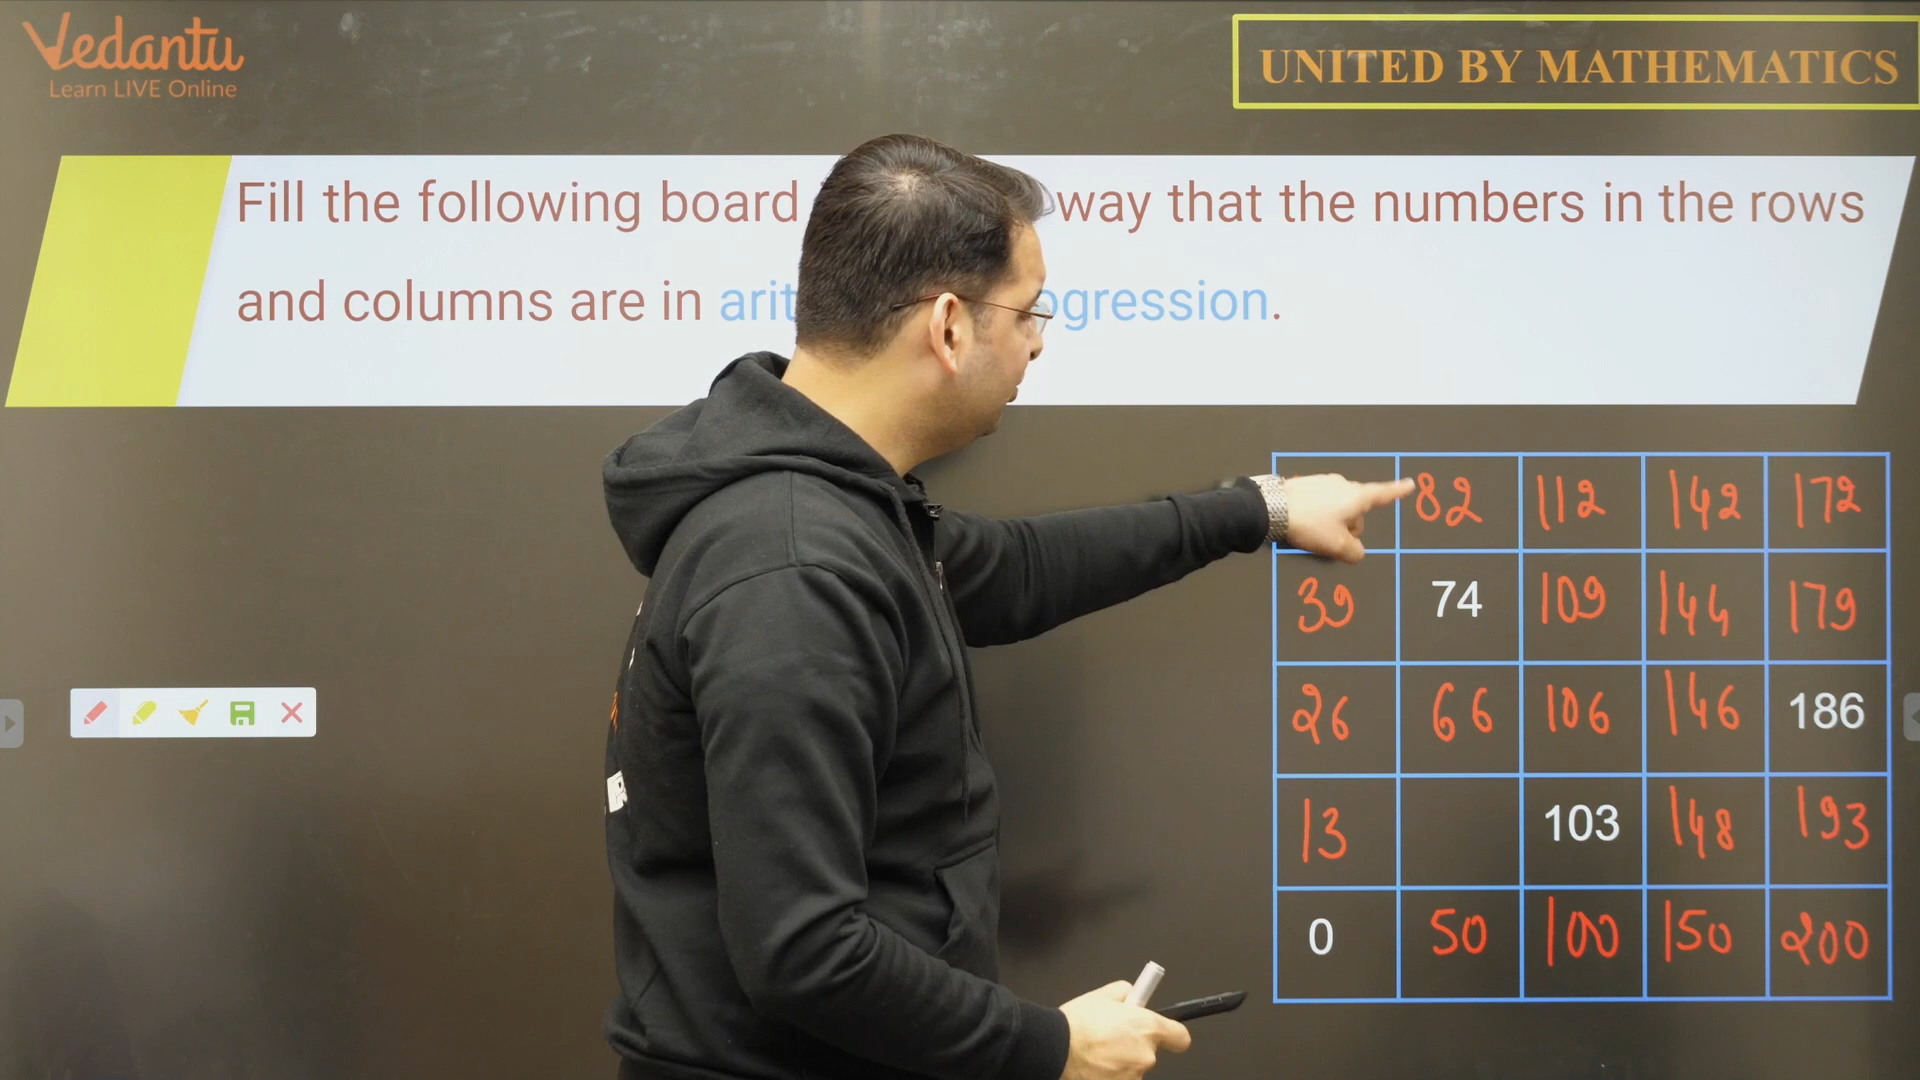 Vedantu
Learn LIVE Online
UNITED BY MATHEMATICS
Fill the following board way that the numbers in the rows
and columns are in arit ogression.
82 112 142 172
39 74 109 144 179
26 66 106 146 186
13 103 148 193
0 50 100 150 200